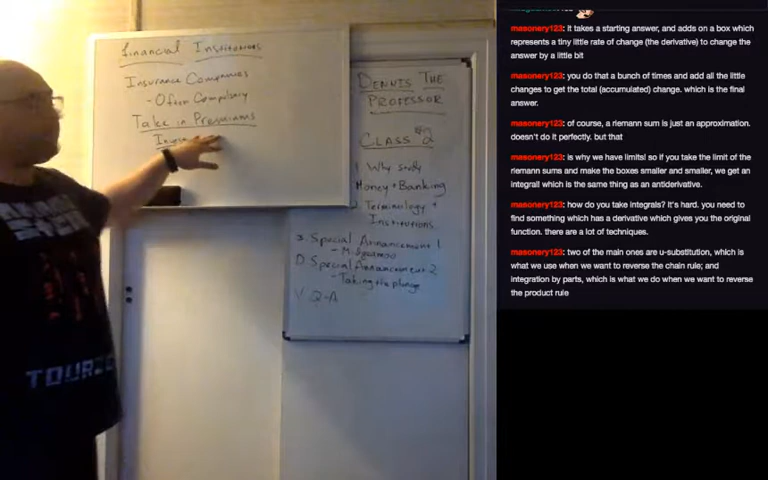 financial Institutions
Insurance Companies
- Often Compulsory
Take in Premiums
DENNIS THE
PROFESSOR
CLASS 2
1. Why study
Money + Banking
2. Terminology +
Institutions
3. Special Announcement 1
Special Announcement 2
- Taking the plunge
V Q-A
TOUR
masonery123: it takes a starting answer, and adds on a box which
represents a tiny little rate of change (the derivative) to change the
answer by a little bit
masonery123: you do that a bunch of times and add all the little
changes to get the total (accumulated) change. which is the final
answer.
masonery123: of course, a riemann sum is just an approximation.
doesn't do it perfectly. but that
masonery123: is why we have limits! so if you take the limit of the
riemann sums and make the boxes smaller and smaller, we get an
integral! which is the same thing as an antiderivative.
masonery123: how do you take integrals? it's hard. you need to
find something which has a derivative which gives you the original
function. there are a lot of techniques.
masonery123: two of the main ones are u-substitution, which is
what we use when we want to reverse the chain rule; and
integration by parts, which is what we do when we want to reverse
the product rule